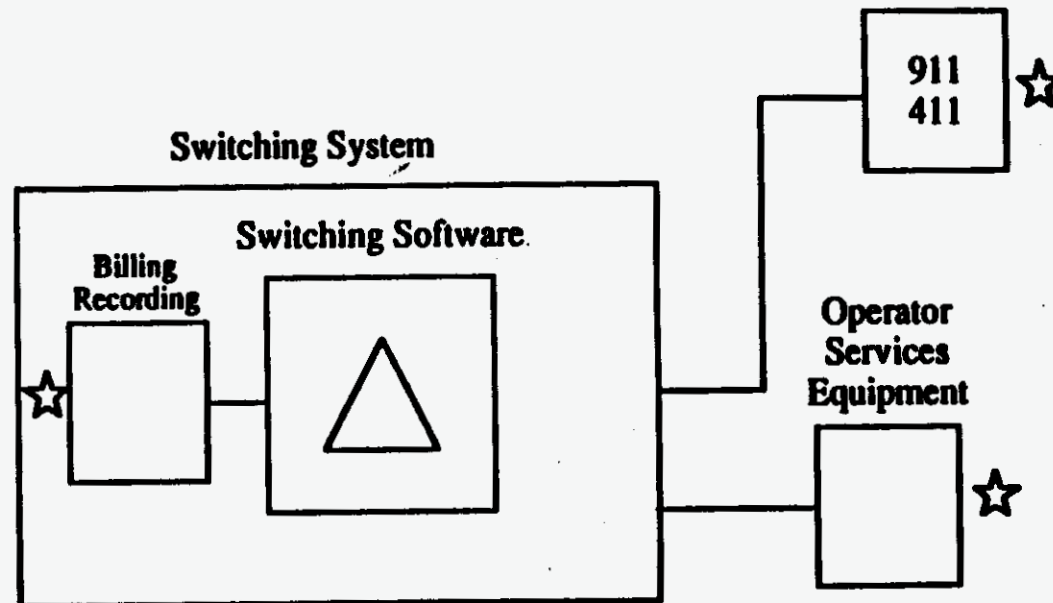 911
411
Switching System
Switching Software
Billing
Recording
Operator
Services
Equipment